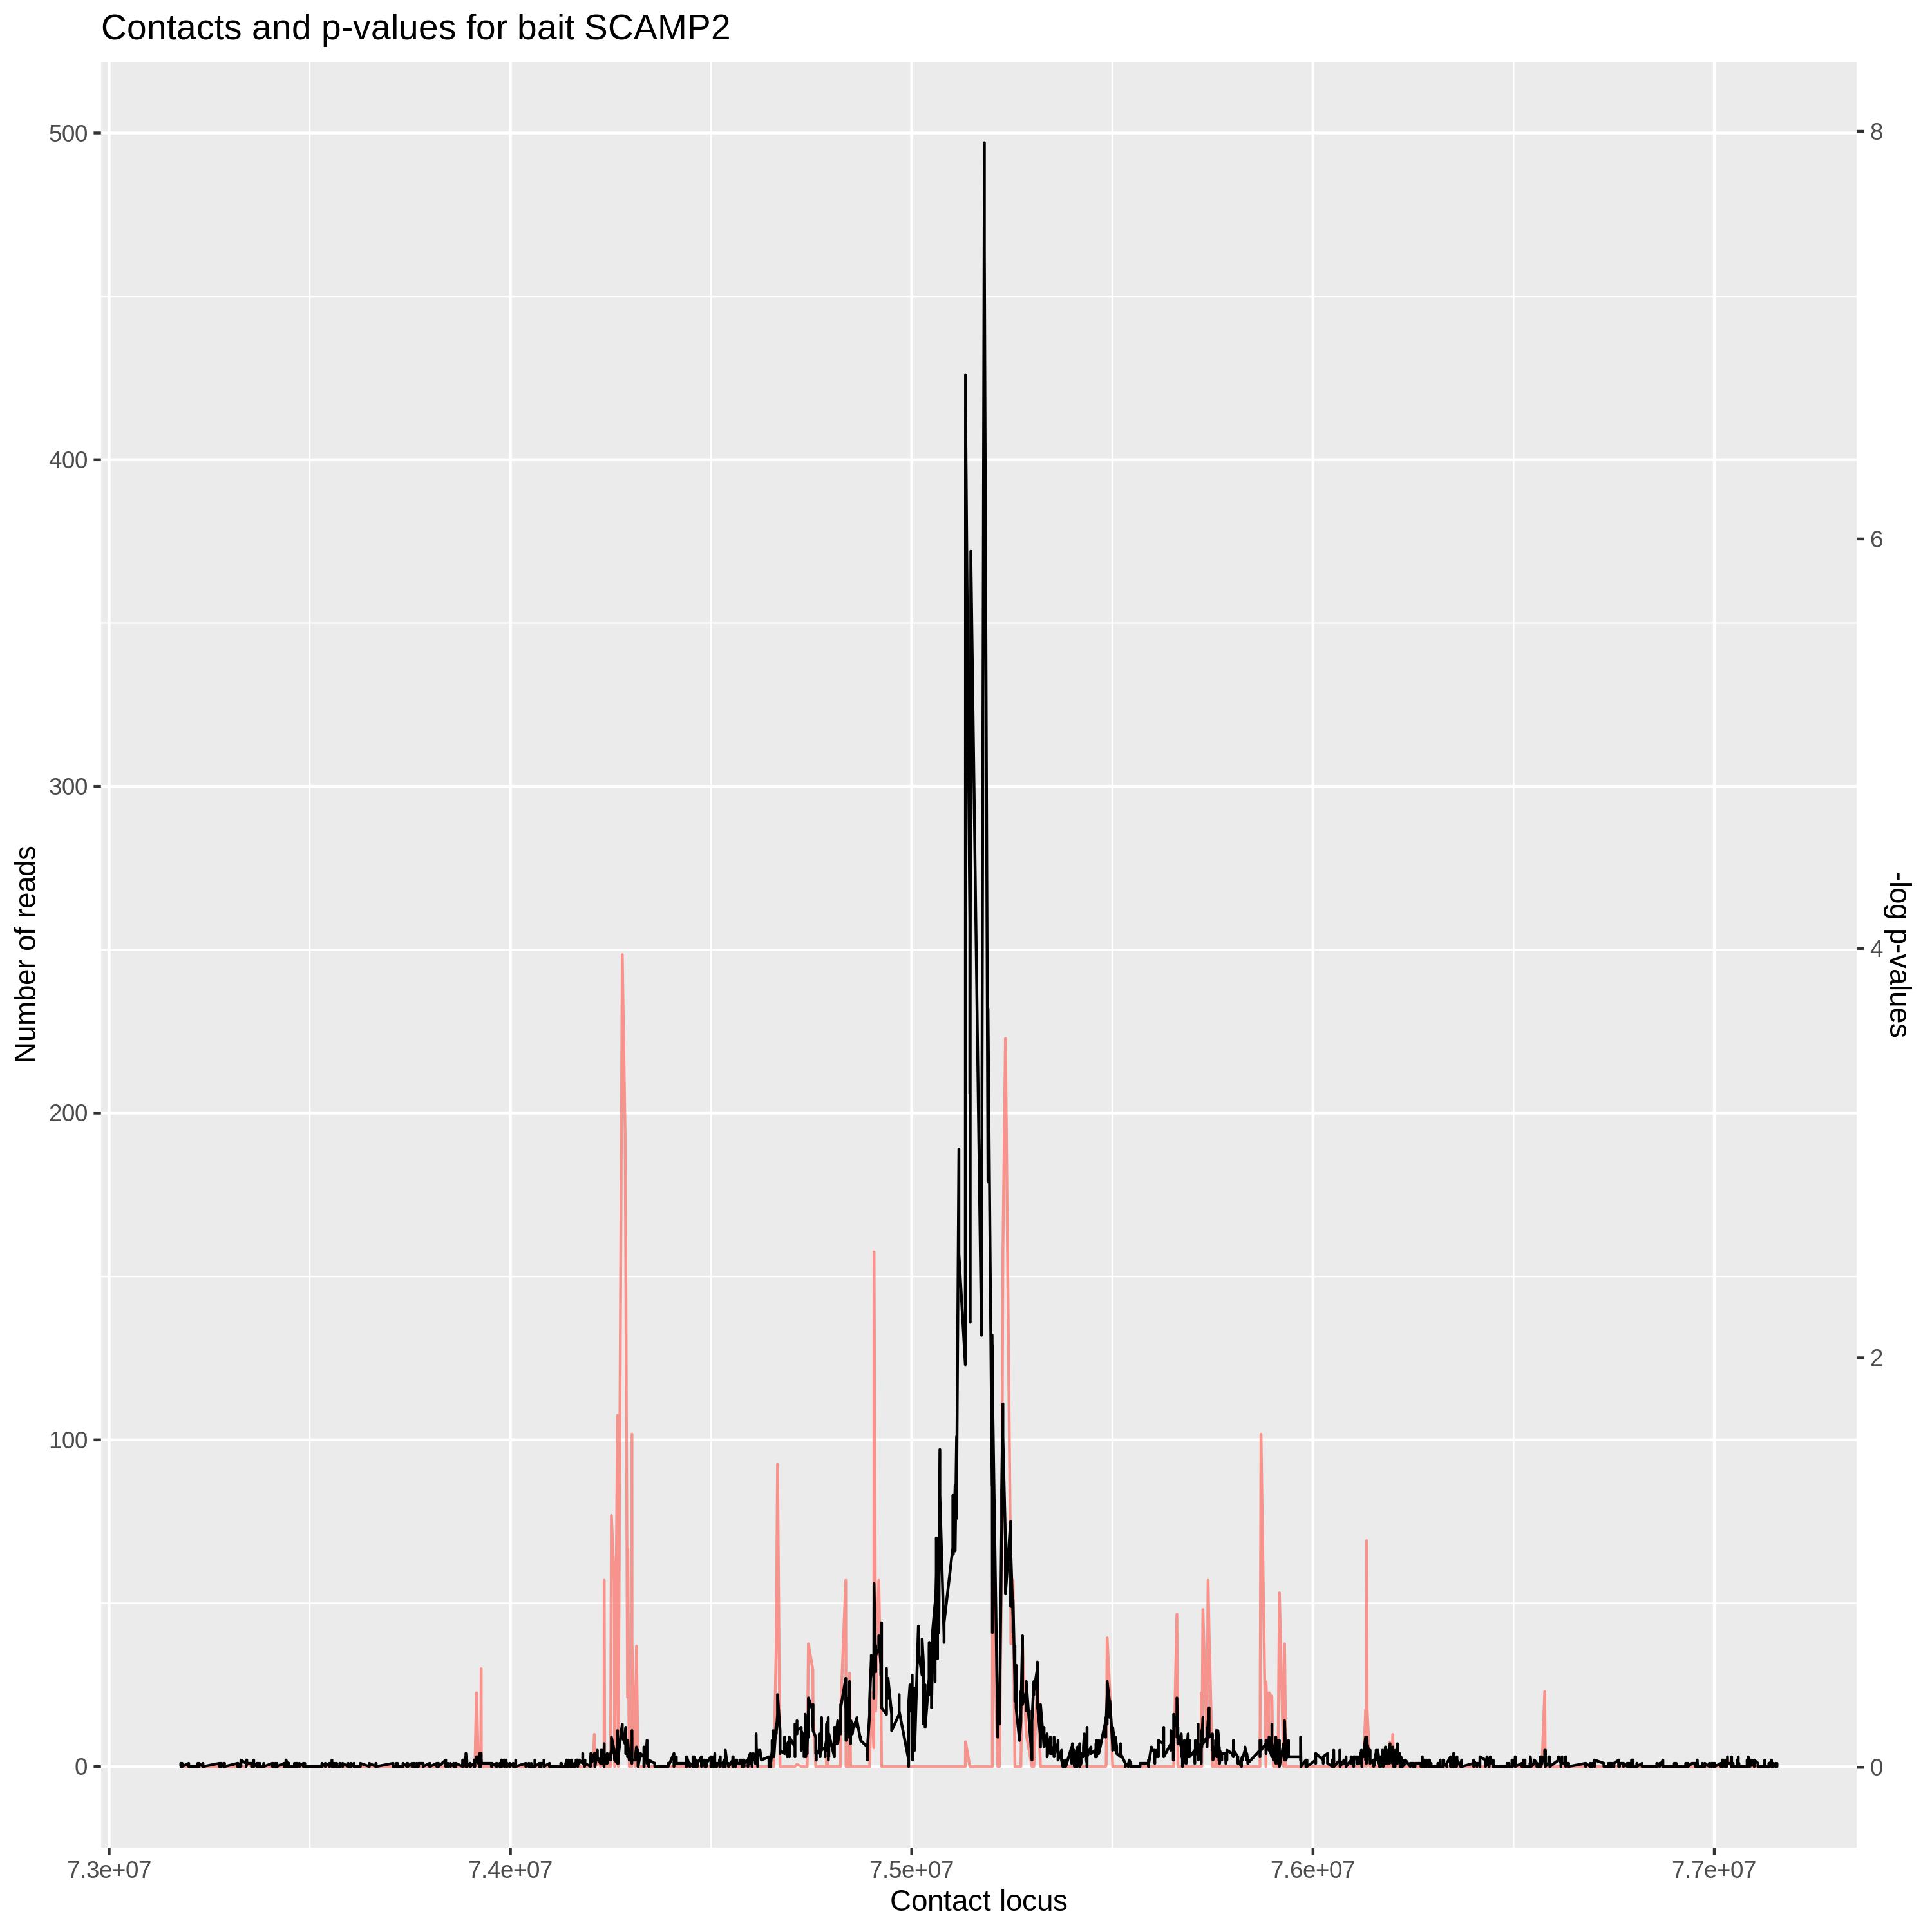 Contacts and p-values for bait SCAMP2
500
400
300
200
100
0
8
6
4
2
0
Number of reads
-log p-values
7.3e+07
7.4e+07
7.5e+07
7.6e+07
7.7e+07
Contact locus